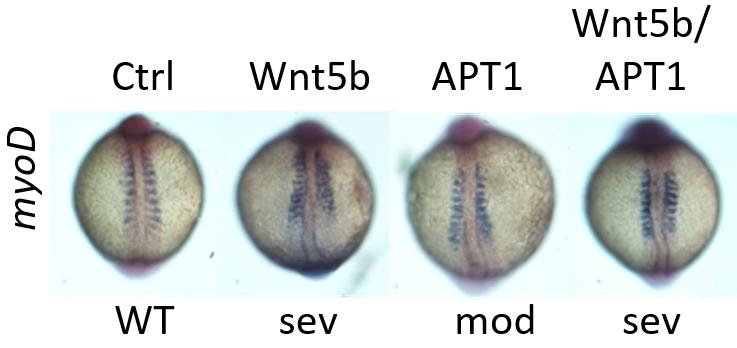 Ctrl
Wnt5b
APT1
Wnt5b/
APT1
myoD
WT
sev
mod
sev